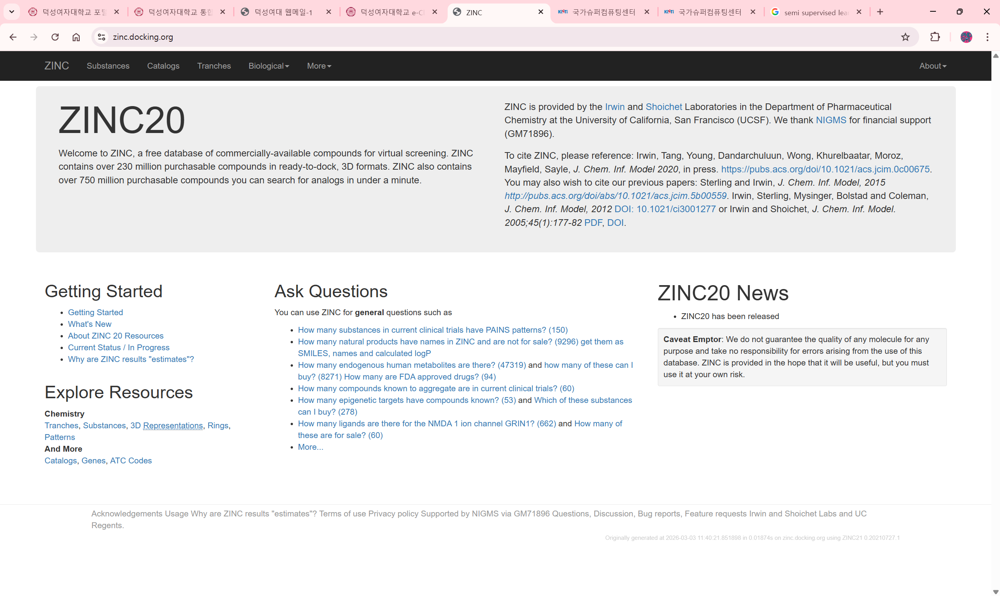 덕성여자대학교 포털
덕성여자대학교 통합
덕성여대 웹메일-1
덕성여자대학교 e-Cl
ZINC
KiSTi 국가슈퍼컴퓨팅센터
KiSTi 국가슈퍼컴퓨팅센터
semi supervised lea
zinc.docking.org
ZINC Substances Catalogs Tranches Biological More About
ZINC20
Welcome to ZINC, a free database of commercially-available compounds for virtual screening. ZINC
contains over 230 million purchasable compounds in ready-to-dock, 3D formats. ZINC also contains
over 750 million purchasable compounds you can search for analogs in under a minute.
ZINC is provided by the Irwin and Shoichet Laboratories in the Department of Pharmaceutical
Chemistry at the University of California, San Francisco (UCSF). We thank NIGMS for financial support
(GM71896).
To cite ZINC, please reference: Irwin, Tang, Young, Dandarchuluun, Wong, Khurelbaatar, Moroz,
Mayfield, Sayle, J. Chem. Inf. Model 2020, in press. https://pubs.acs.org/doi/10.1021/acs.jcim.0c00675.
You may also wish to cite our previous papers: Sterling and Irwin, J. Chem. Inf. Model, 2015
http://pubs.acs.org/doi/abs/10.1021/acs.jcim.5b00559. Irwin, Sterling, Mysinger, Bolstad and Coleman,
J. Chem. Inf. Model, 2012 DOI: 10.1021/ci3001277 or Irwin and Shoichet, J. Chem. Inf. Model.
2005;45(1):177-82 PDF, DOI.
Getting Started
Getting Started
What's New
About ZINC 20 Resources
Current Status / In Progress
Why are ZINC results "estimates"?
Explore Resources
Chemistry
Tranches, Substances, 3D Representations, Rings,
Patterns
And More
Catalogs, Genes, ATC Codes
Ask Questions
You can use ZINC for general questions such as
How many substances in current clinical trials have PAINS patterns? (150)
How many natural products have names in ZINC and are not for sale? (9296) get them as
SMILES, names and calculated logP
How many endogenous human metabolites are there? (47319) and how many of these can I
buy? (8271) How many are FDA approved drugs? (94)
How many compounds known to aggregate are in current clinical trials? (60)
How many epigenetic targets have compounds known? (53) and Which of these substances
can I buy? (278)
How many ligands are there for the NMDA 1 ion channel GRIN1? (662) and How many of
these are for sale? (60)
More...
ZINC20 News
ZINC20 has been released
Caveat Emptor: We do not guarantee the quality of any molecule for any
purpose and take no responsibility for errors arising from the use of this
database. ZINC is provided in the hope that it will be useful, but you must
use it at your own risk.
Acknowledgements Usage Why are ZINC results "estimates"? Terms of use Privacy policy Supported by NIGMS via GM71896 Questions, Discussion, Bug reports, Feature requests Irwin and Shoichet Labs and UC
Regents.
Originally generated at 2026-03-03 11:40:21.851898 in 0.01874s on zinc.docking.org using ZINC21 0.20210727.1